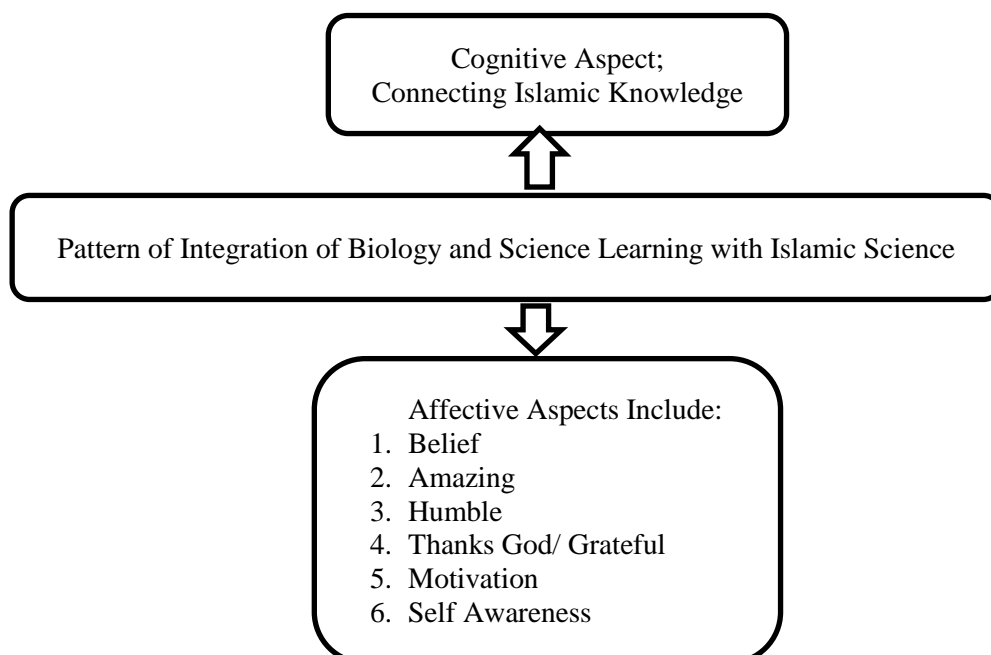 Cognitive Aspect;
Connecting Islamic Knowledge
Pattern of Integration of Biology and Science Learning with Islamic Science
Affective Aspects Include:
1. Belief
2. Amazing
3. Humble
4. Thanks God/ Grateful
5. Motivation
6. Self Awareness